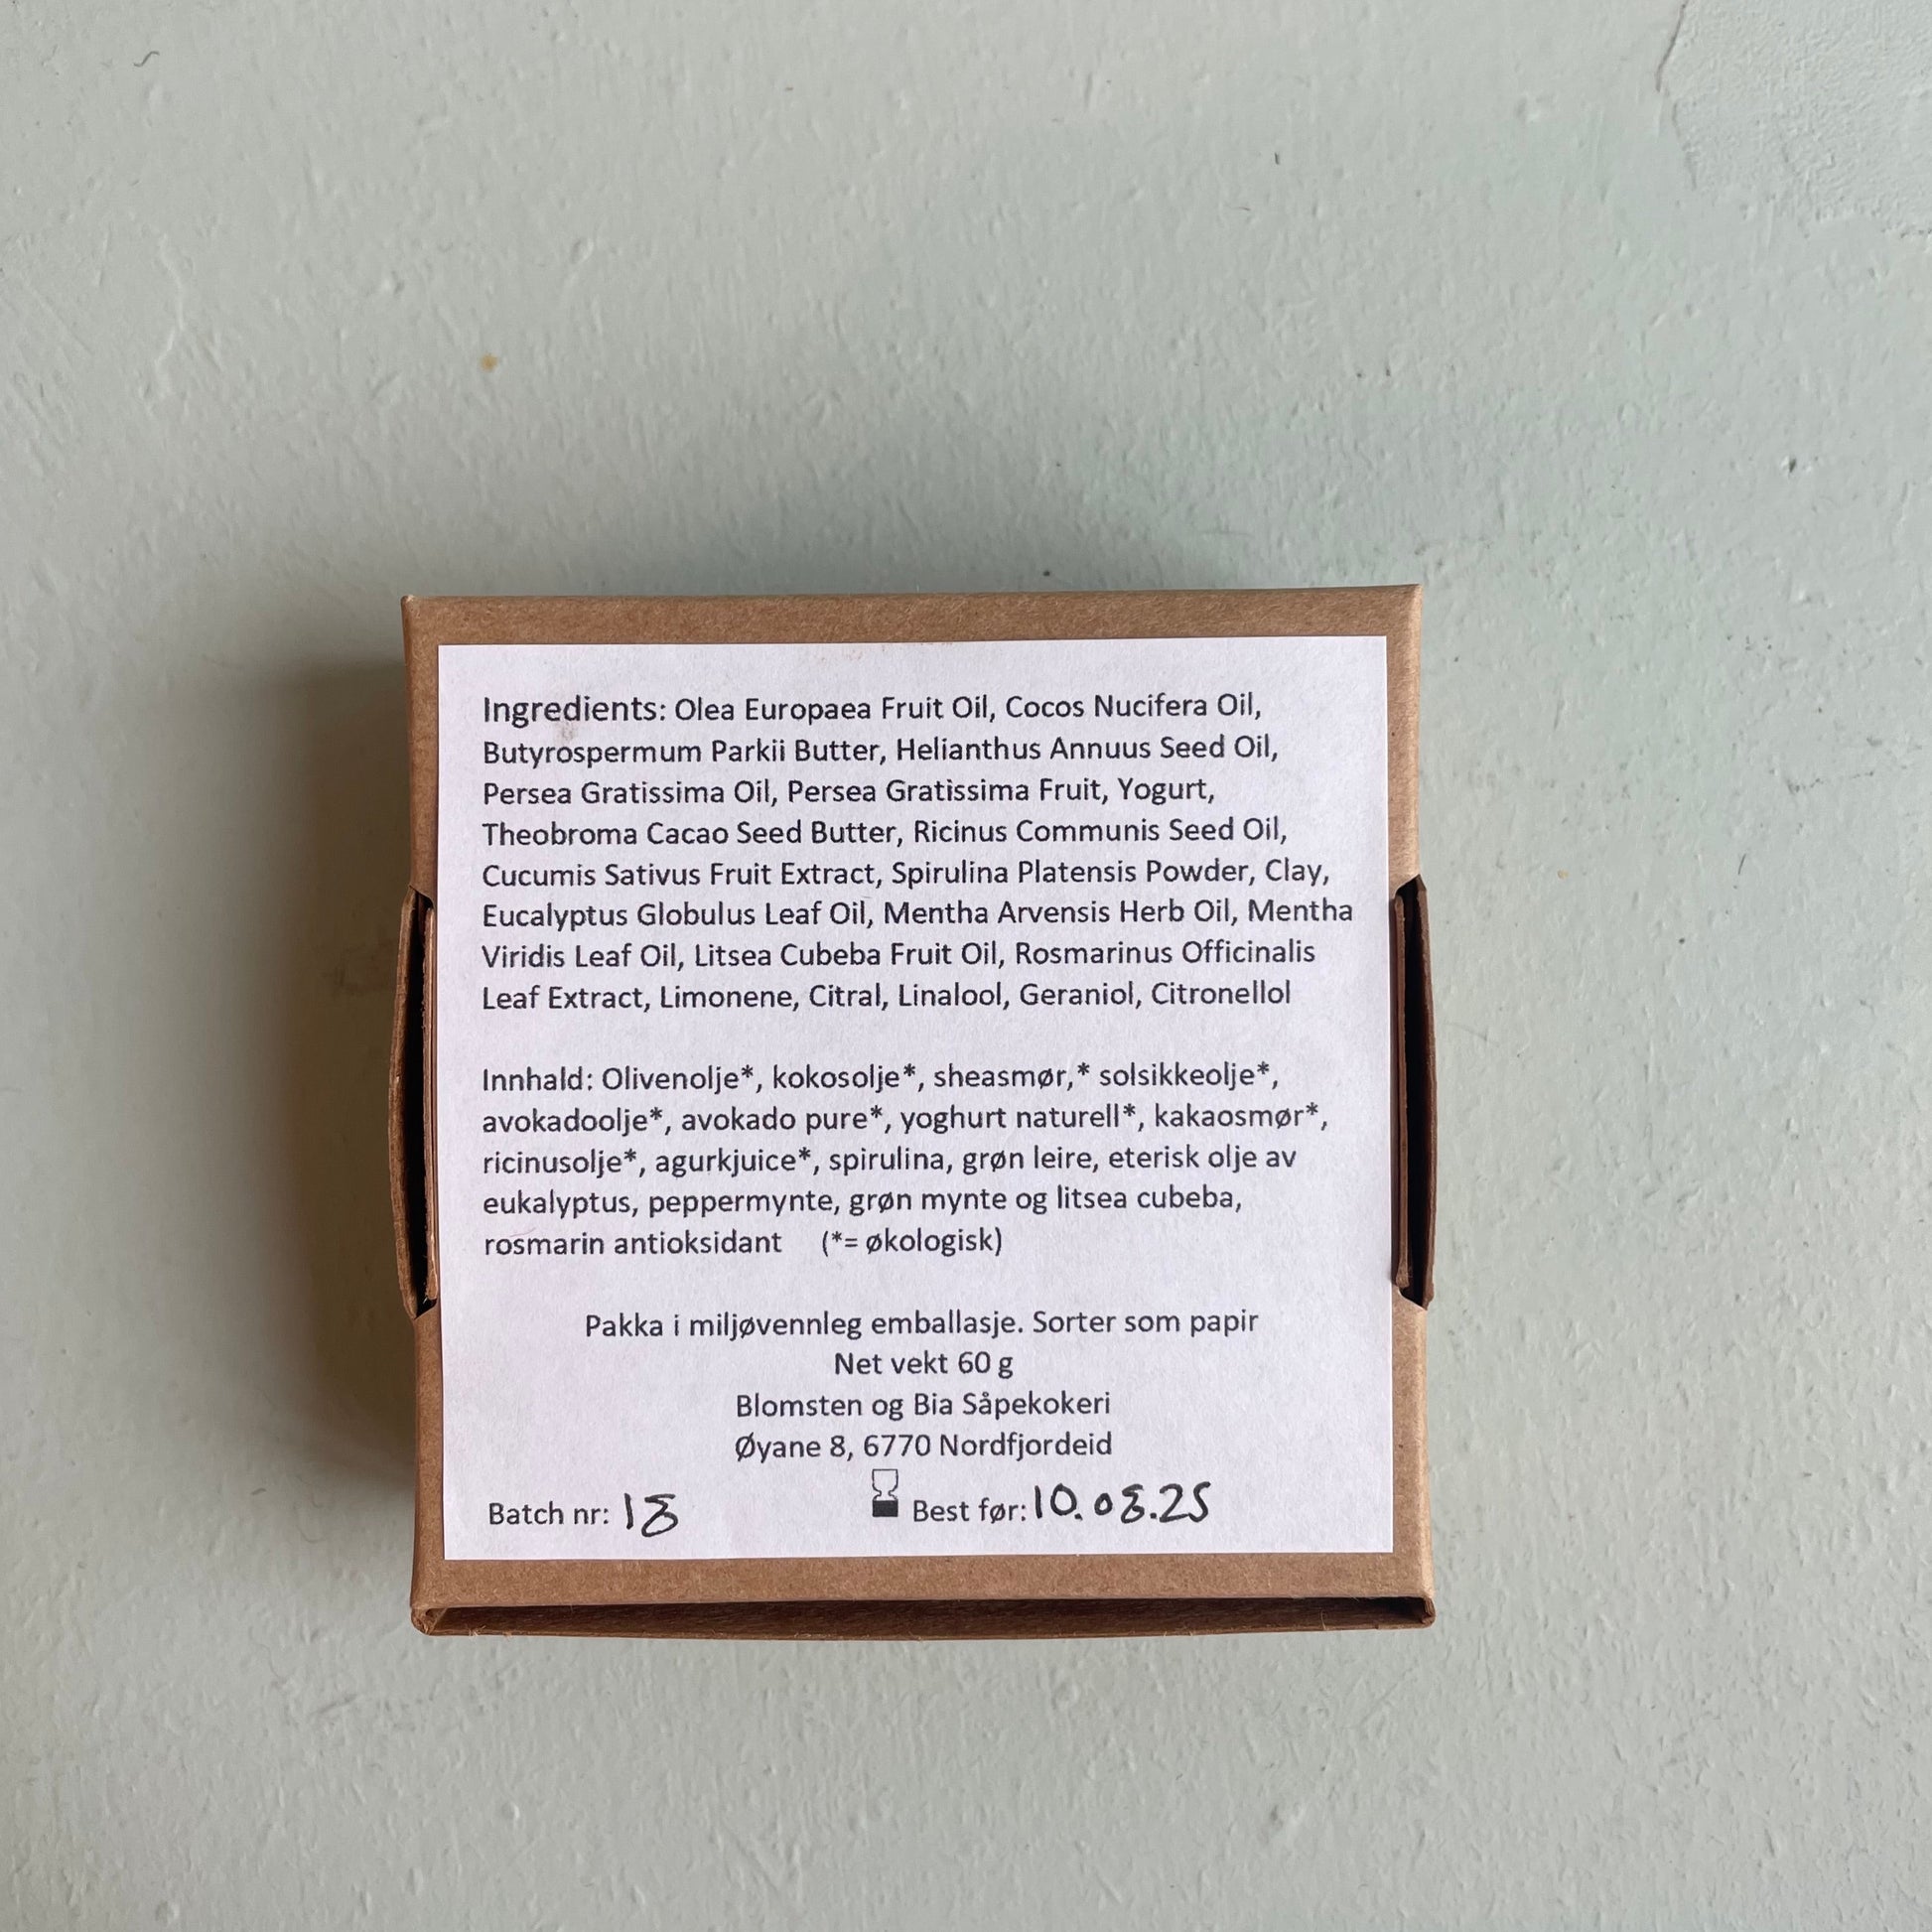 Ingredients: Olea Europaea Fruit Oil, Cocos Nucifera Oil,
Butyrospermum Parkii Butter, Helianthus Annuus Seed Oil,
Persea Gratissima Oil, Persea Gratissima Fruit, Yogurt,
Theobroma Cacao Seed Butter, Ricinus Communis Seed Oil,
Cucumis Sativus Fruit Extract, Spirulina Platensis Powder, Clay,
Eucalyptus Globulus Leaf Oil, Mentha Arvensis Herb Oil, Mentha
Viridis Leaf Oil, Litsea Cubeba Fruit Oil, Rosmarinus Officinalis
Leaf Extract, Limonene, Citral, Linalool, Geraniol, Citronellol
Innhald: Olivenolje*, kokosolje*, sheasmør,* solsikkeolje*,
avokadoolje*, avokado pure*, yoghurt naturell*, kakaosmør*,
ricinusolje*, agurkjuice*, spirulina, grøn leire, eterisk olje av
eukalyptus, peppermynte, grøn mynte og litsea cubeba,
rosmarin antioksidant (*= økologisk)
Pakka i miljøvennleg emballasje. Sorter som papir
Net vekt 60 g
Blomsten og Bia Såpekokeri
Øyane 8, 6770 Nordfjordeid
Batch nr: 18 Best før: 10.08.25